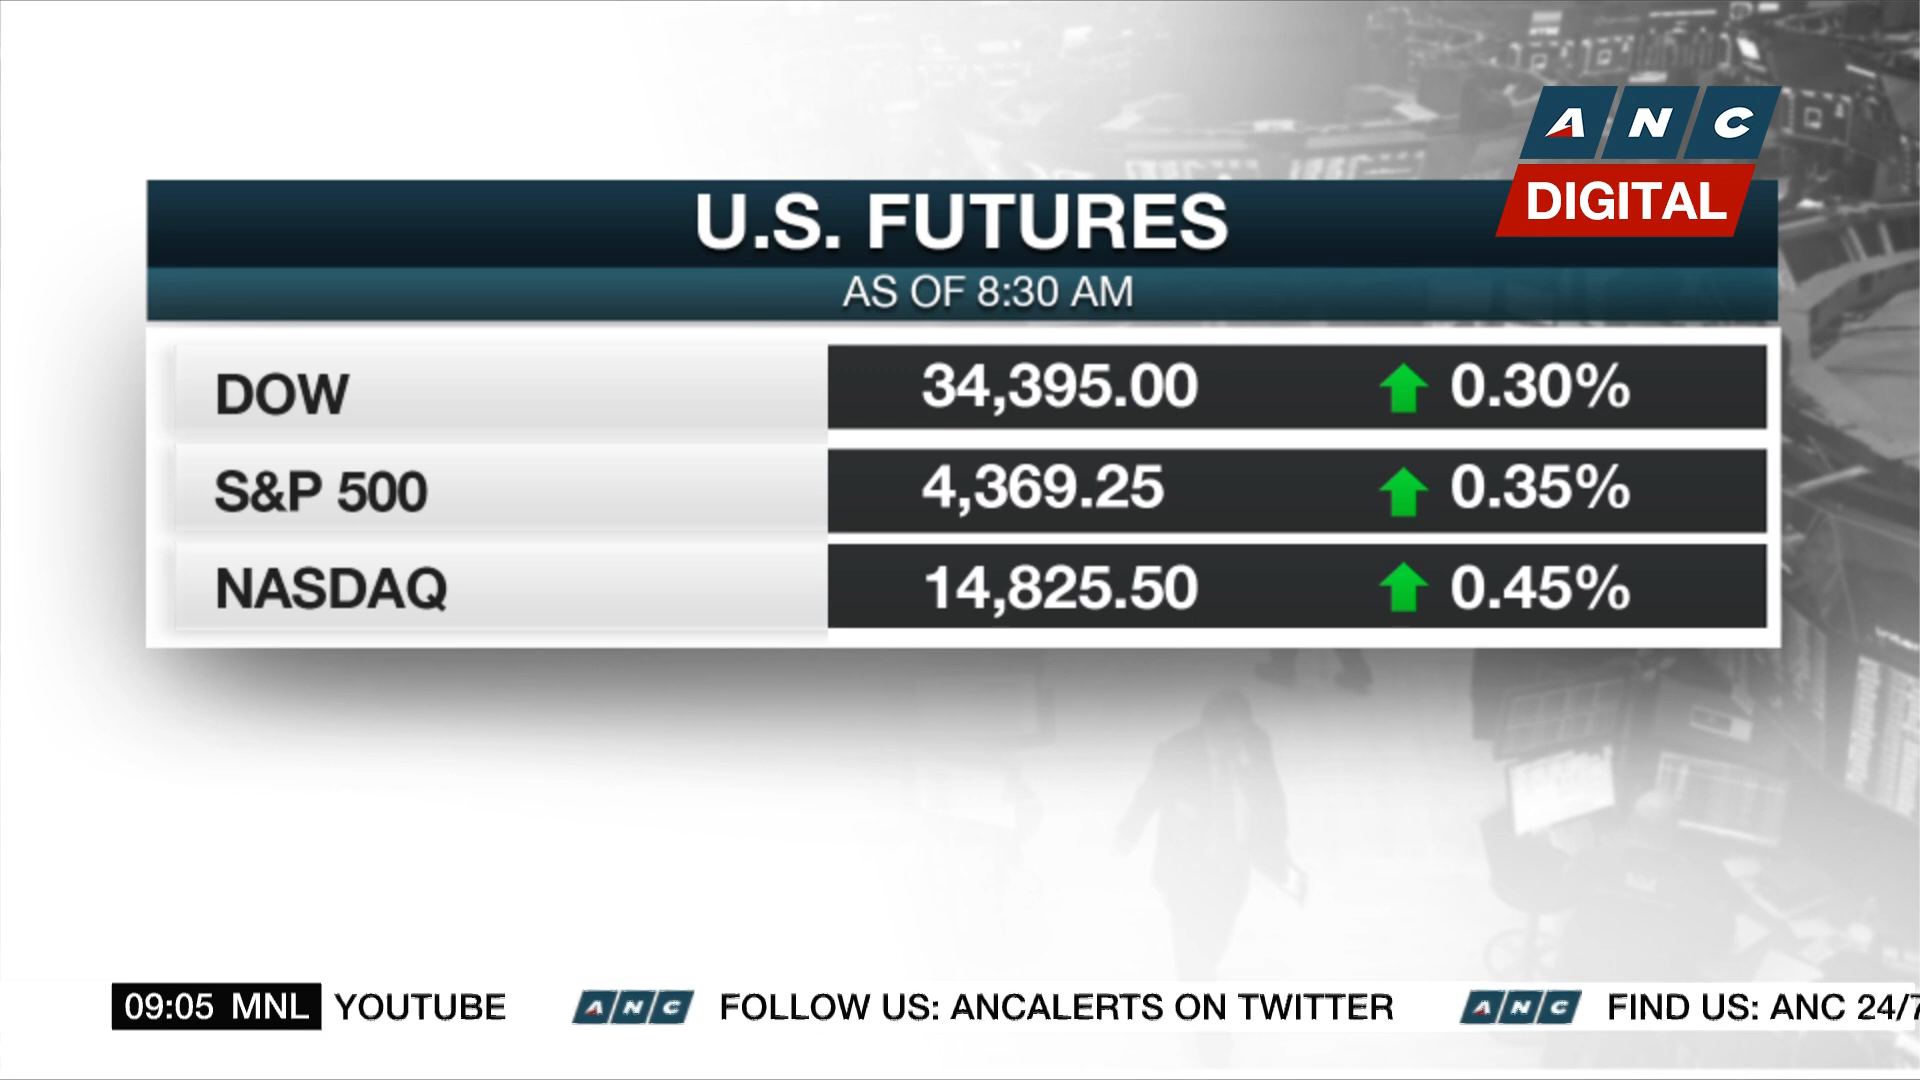 ANC
DIGITAL
U.S. FUTURES
AS OF 8:30 AM
DOW 34,395.00 0.30%
S&P 500 4,369.25 0.35%
NASDAQ 14,825.50 0.45%
09:05 MNL YOUTUBE ANC FOLLOW US: ANCALERTS ON TWITTER ANC FIND US: ANC 24/7